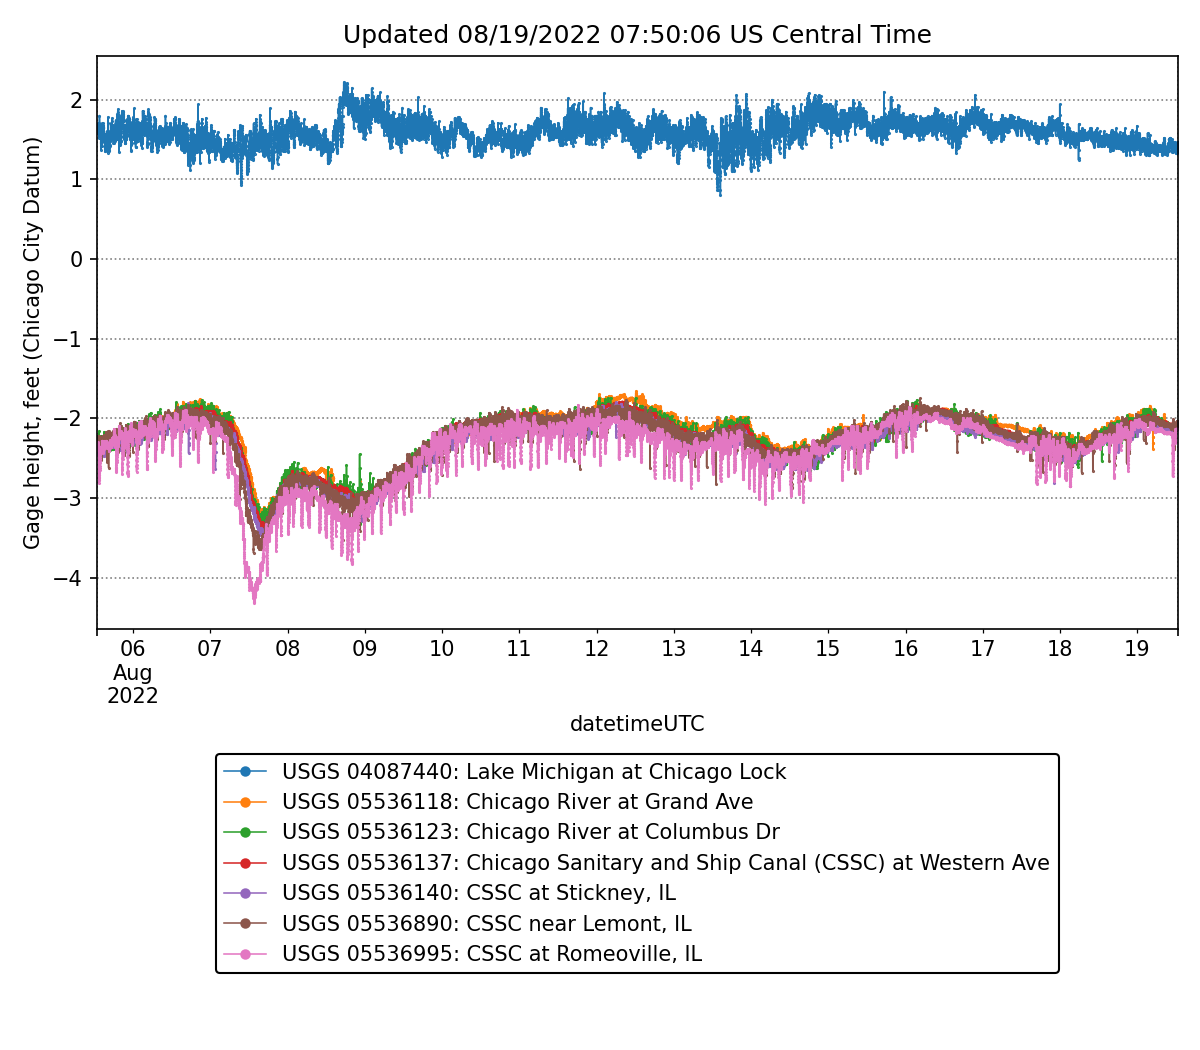 Updated 08/19/2022 07:50:06 US Central Time
Gage height, feet (Chicago City Datum)
2
1
0
−1
−2
−3
−4
06 07 08 09 10 11 12 13 14 15 16 17 18 19
Aug
2022
datetimeUTC
USGS 04087440: Lake Michigan at Chicago Lock
USGS 05536118: Chicago River at Grand Ave
USGS 05536123: Chicago River at Columbus Dr
USGS 05536137: Chicago Sanitary and Ship Canal (CSSC) at Western Ave
USGS 05536140: CSSC at Stickney, IL
USGS 05536890: CSSC near Lemont, IL
USGS 05536995: CSSC at Romeoville, IL